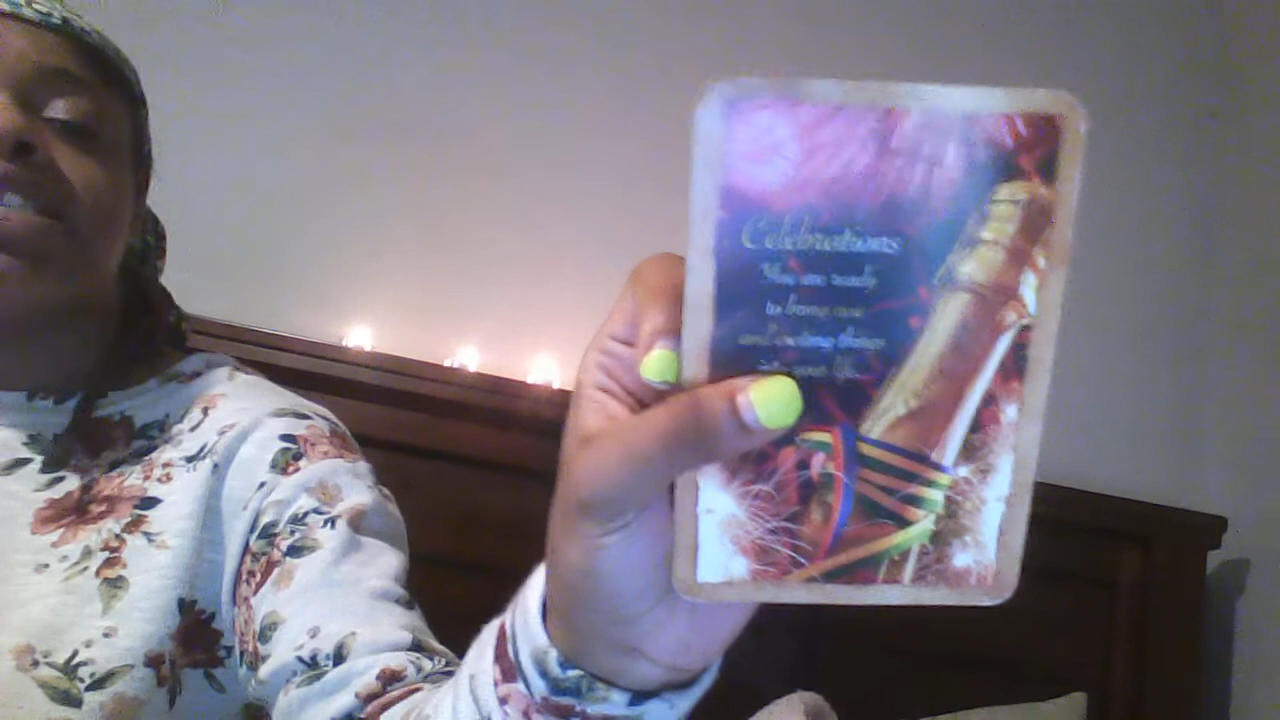 Celebrations
You are ready
to bring new
and exciting things
into your life.